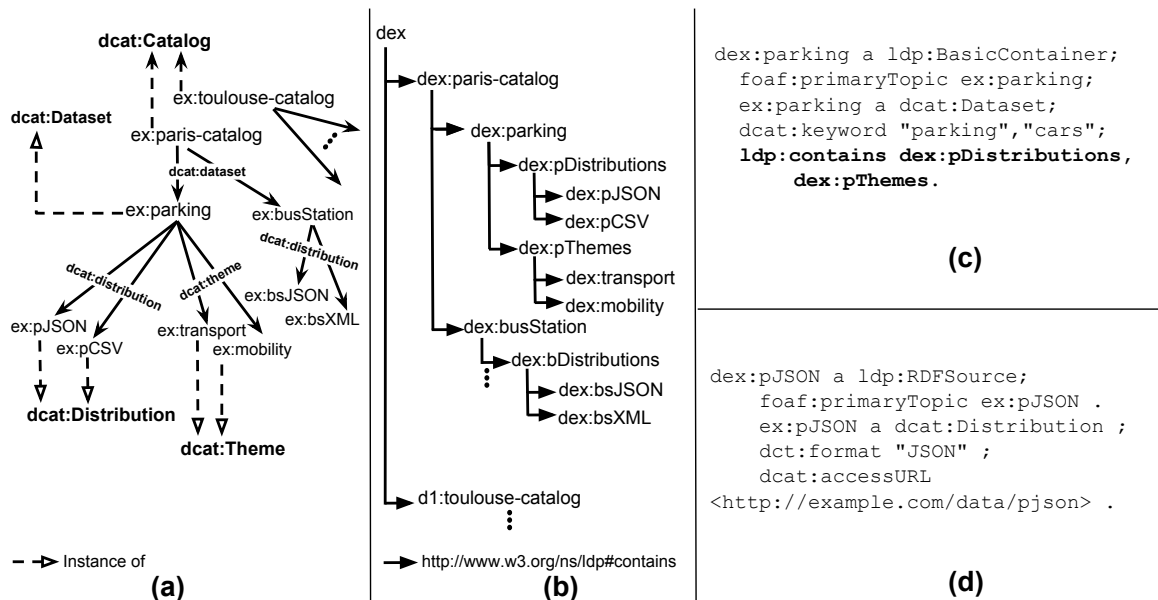 dcat:Catalog
ex:toulouse-catalog
dcat:Dataset
ex:paris-catalog
dcat:dataset
ex:parking
ex:busStation
dcat:distribution
dcat:theme
dcat:distribution
ex:bsJSON
ex:bsXML
ex:pJSON
ex:transport
ex:pCSV
ex:mobility
dcat:Distribution
dcat:Theme
Instance of
(a)
dex
dex:paris-catalog
dex:parking
dex:pDistributions
dex:pJSON
dex:pCSV
dex:pThemes
dex:transport
dex:mobility
dex:busStation
dex:bDistributions
dex:bsJSON
dex:bsXML
d1:toulouse-catalog
http://www.w3.org/ns/ldp#contains
(b)
dex:parking a ldp:BasicContainer;
foaf:primaryTopic ex:parking;
ex:parking a dcat:Dataset;
dcat:keyword "parking","cars";
ldp:contains dex:pDistributions,
dex:pThemes.
(c)
dex:pJSON a ldp:RDFSource;
foaf:primaryTopic ex:pJSON .
ex:pJSON a dcat:Distribution ;
dct:format "JSON" ;
dcat:accessURL
<http://example.com/data/pjson> .
(d)